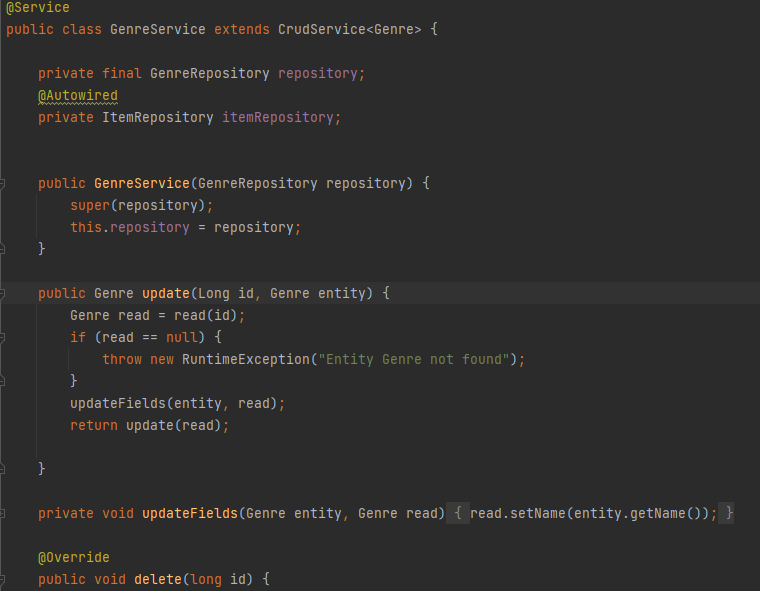 @Service
public class GenreService extends CrudService<Genre> {
private final GenreRepository repository;
@Autowired
private ItemRepository itemRepository;
public GenreService(GenreRepository repository) {
super(repository);
this.repository = repository;
}
public Genre update(Long id, Genre entity) {
Genre read = read(id);
if (read == null) {
throw new RuntimeException("Entity Genre not found");
}
updateFields(entity, read);
return update(read);
}
private void updateFields(Genre entity, Genre read) { read.setName(entity.getName()); }
@Override
public void delete(long id) {